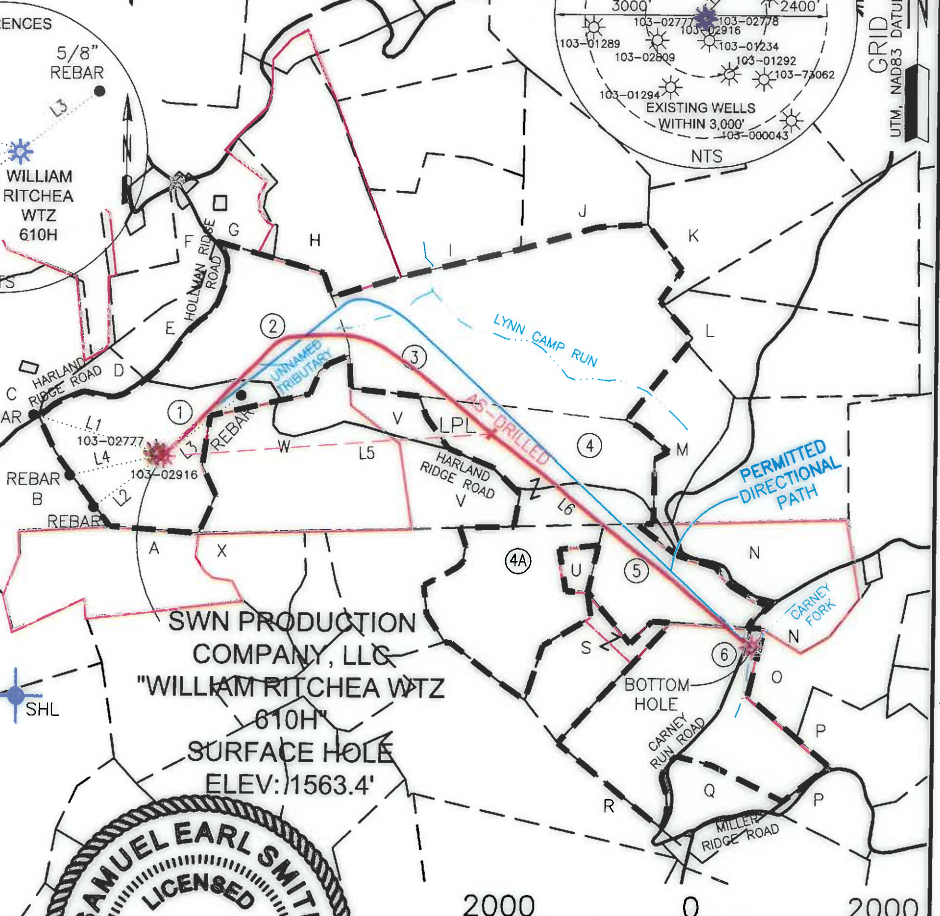 ENCES
5/8"
REBAR
L3
WILLIAM
RITCHEA
WTZ
610H
3000'
2400'
103-02777
103-02778
103-02916
103-01289
103-01234
103-02809
103-01292
103-73062
103-01294
EXISTING WELLS
WITHIN 3,000'
103-000043
NTS
GRID
UTM, NAD83 DATU
N
F
G
H
I
J
K
L
M
HOLLMAN RIDGE
ROAD
E
D
C
HARLAND
RIDGE ROAD
1
2
3
4
UNNAMED
TRIBUTARY
LYNN CAMP RUN
AS-DRILLED
PERMITTED
DIRECTIONAL
PATH
AR
L1
103-02777
L4
L3
REBAR
103-02916
REBAR
B
L2
REBAR
W
L5
V
LPL
HARLAND
RIDGE ROAD
V
Z
L6
A
X
4A
U
5
N
CARNEY
FORK
N
S
6
O
BOTTOM
HOLE
CARNEY
RUN ROAD
P
P
Q
R
MILLER
RIDGE ROAD
SWN PRODUCTION
COMPANY, LLC
"WILLIAM RITCHEA WTZ
610H"
SURFACE HOLE
ELEV: 1563.4'
SHL
SAMUEL EARL SMIT
LICENSED
2000
0
2000